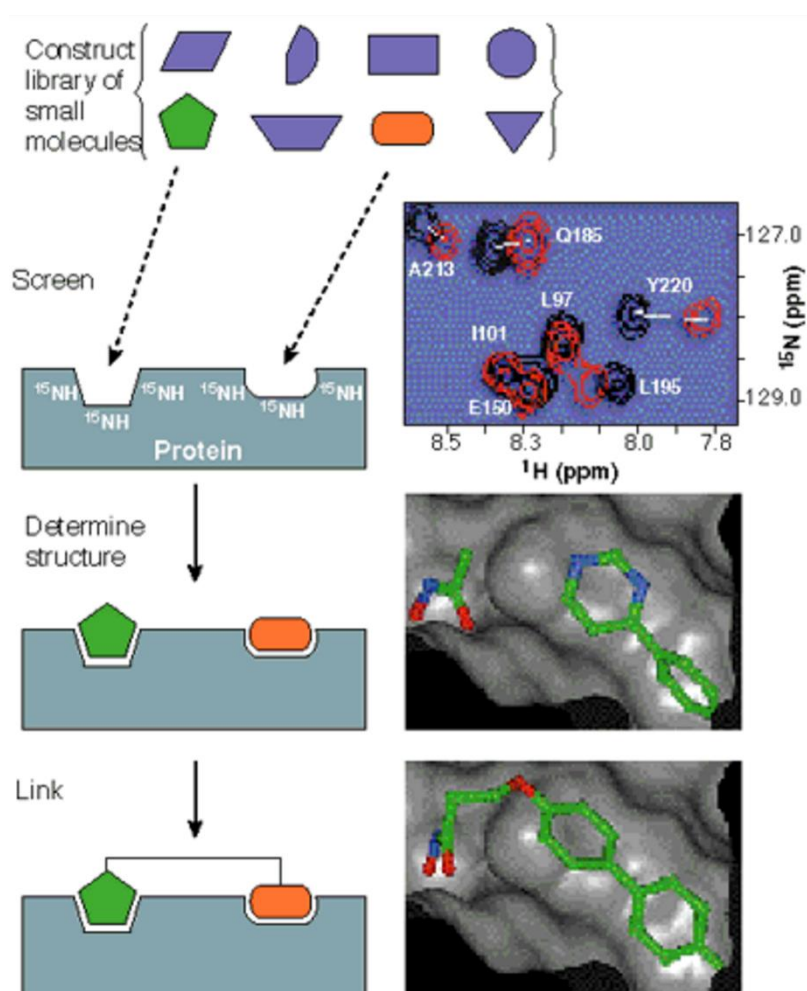 Construct
library of
small
molecules
Screen
¹⁵NH ¹⁵NH ¹⁵NH ¹⁵NH
¹⁵NH ¹⁵NH
Protein
A213
Q185
L97
Y220
I101
E150
L195
127.0
129.0
¹⁵N (ppm)
8.5 8.3 8.0 7.8
¹H (ppm)
Determine
structure
Link